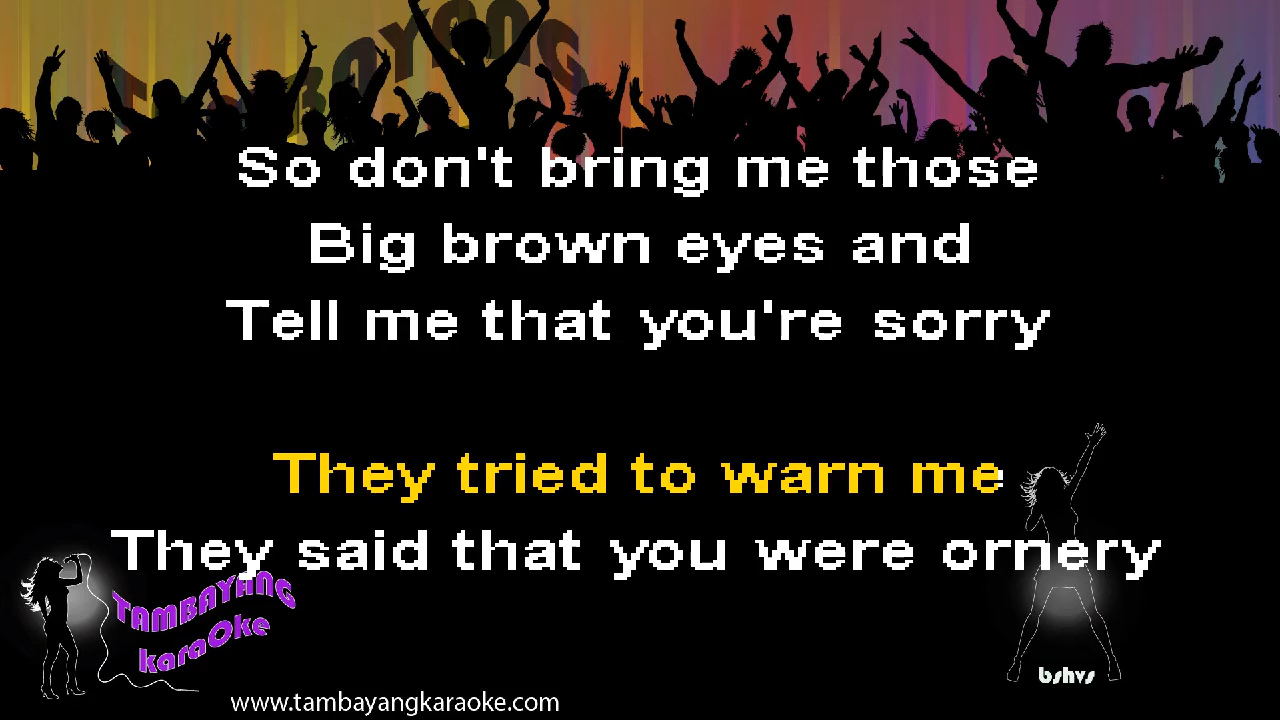 TAMBAYANG
So don't bring me those
Big brown eyes and
Tell me that you're sorry
They tried to warn me
They said that you were ornery
TAMBAYANG
karaOke
bshvs
www.tambayangkaraoke.com